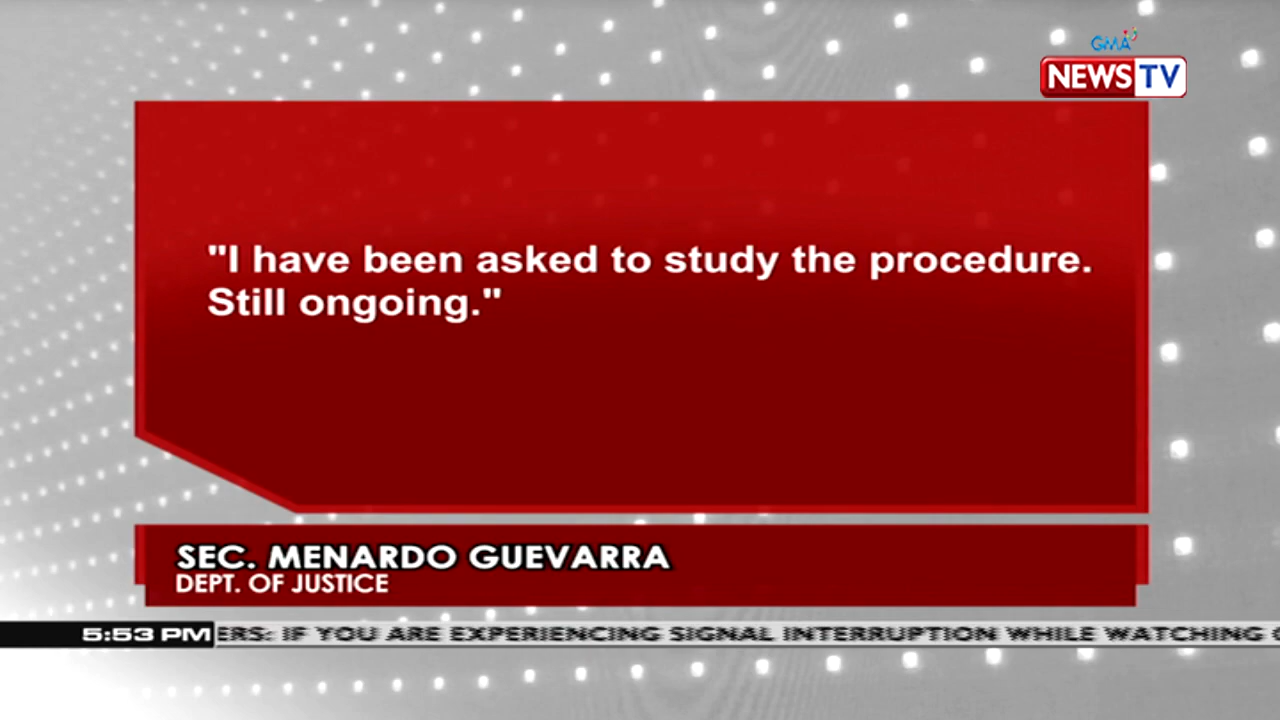 GMA
NEWS TV
"I have been asked to study the procedure.
Still ongoing."
SEC. MENARDO GUEVARRA
DEPT. OF JUSTICE
5:53 PM ERS: IF YOU ARE EXPERIENCING SIGNAL INTERRUPTION WHILE WATCHING